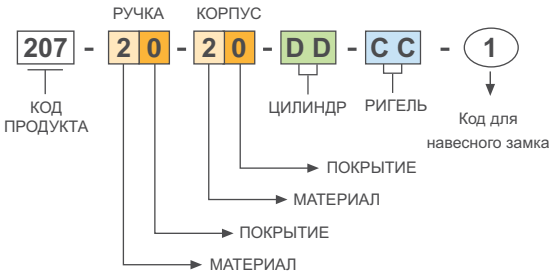 РУЧКА КОРПУС
207 - 2 0 - 2 0 - D D - C C - 1
КОД
ПРОДУКТА
ЦИЛИНДР
РИГЕЛЬ
Код для
навесного замка
ПОКРЫТИЕ
МАТЕРИАЛ
ПОКРЫТИЕ
МАТЕРИАЛ